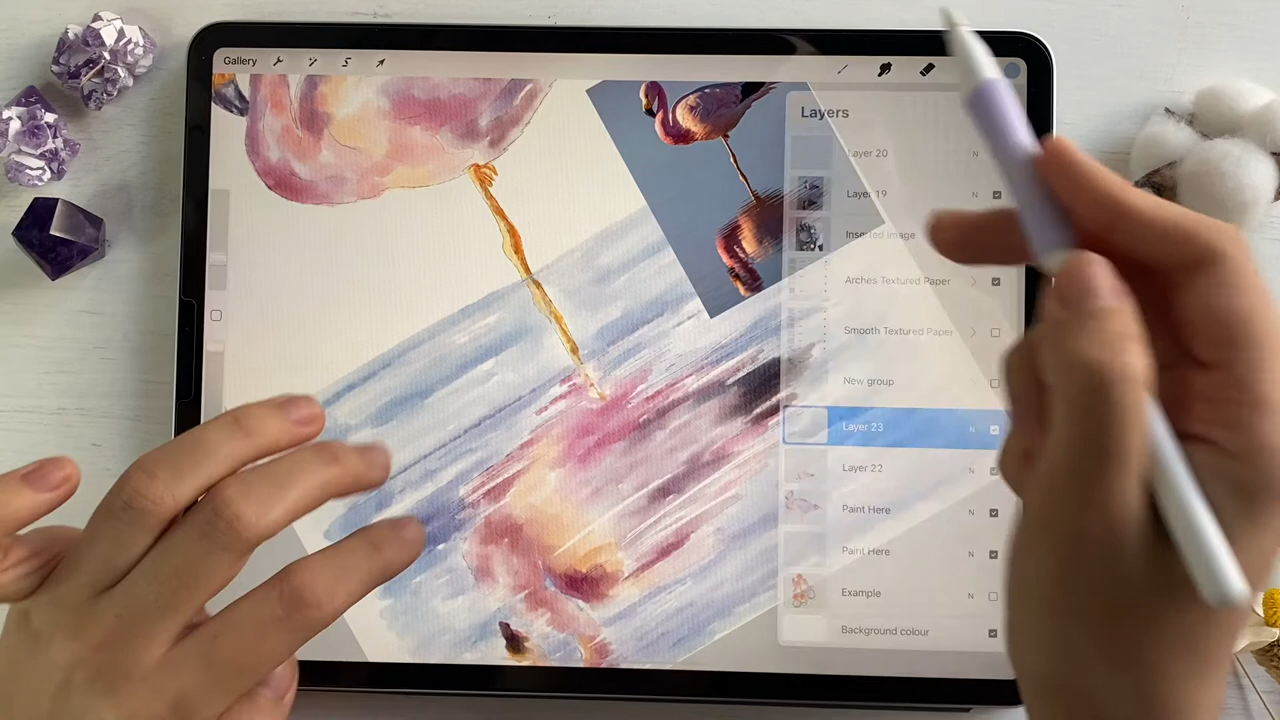 Gallery
Layers
Layer 20 N
Layer 19 N
Inserted Image
Arches Textured Paper
Smooth Textured Paper
New group
Layer 23 N
Layer 22 N
Paint Here N
Paint Here N
Example N
Background colour